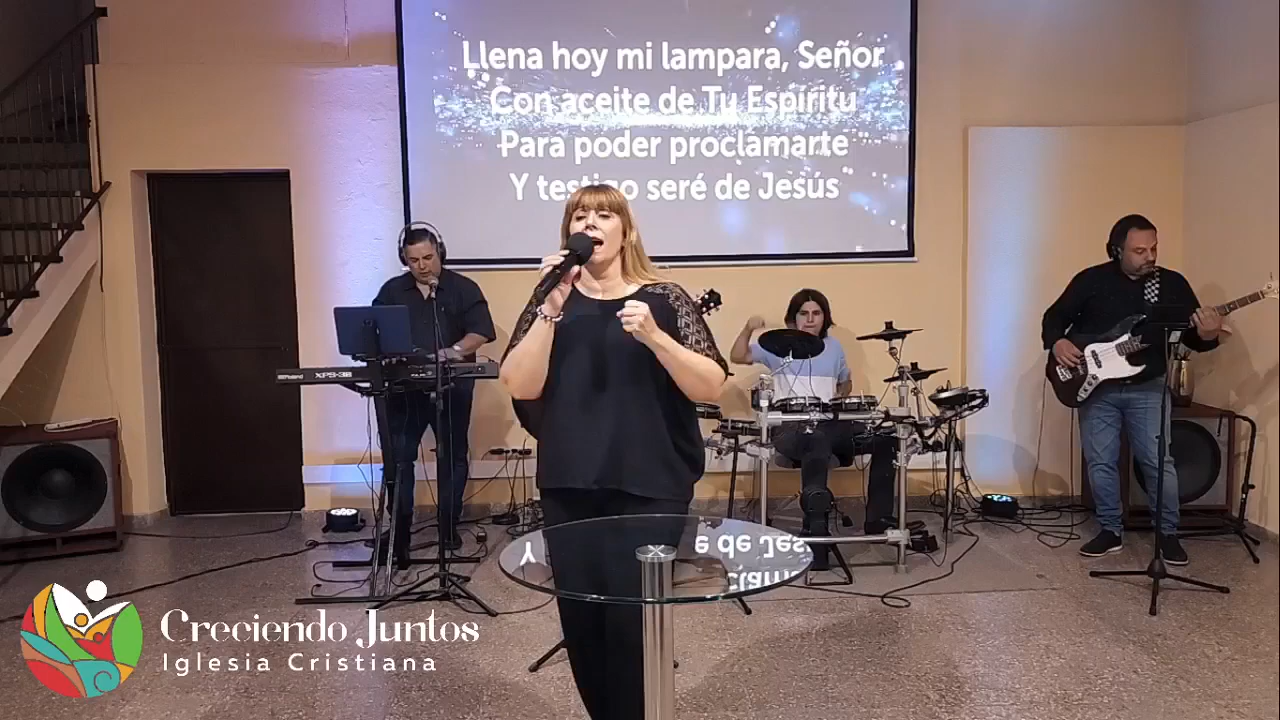 Llena hoy mi lampara, Señor
Con aceite de Tu Espíritu
Para poder proclamarte
Y testigo seré de Jesús
Roland XPS-30
Creciendo Juntos
Iglesia Cristiana